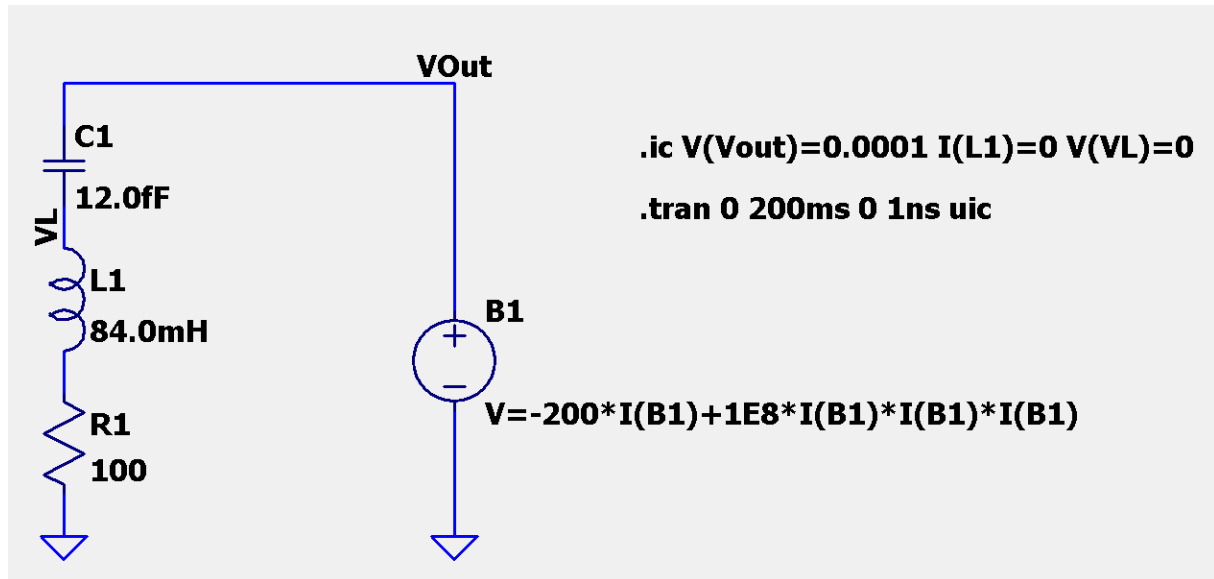 VOut
C1
12.0fF
VL
L1
84.0mH
R1
100
B1
V=-200*I(B1)+1E8*I(B1)*I(B1)*I(B1)
.ic V(Vout)=0.0001 I(L1)=0 V(VL)=0
.tran 0 200ms 0 1ns uic